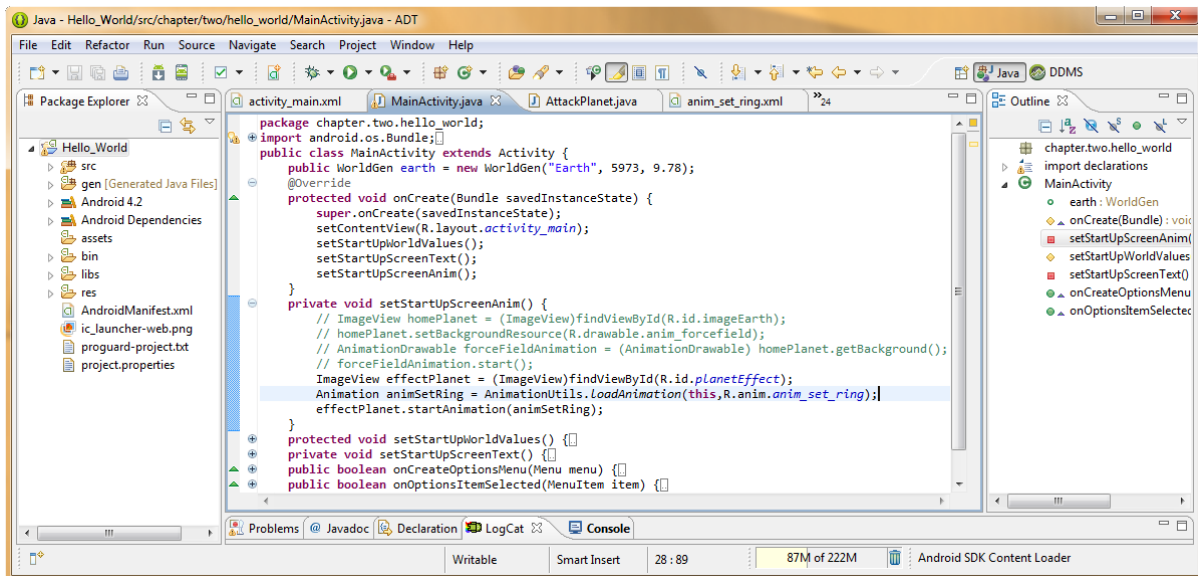 Java - Hello_World/src/chapter/two/hello_world/MainActivity.java - ADT
File Edit Refactor Run Source Navigate Search Project Window Help
Java DDMS
Package Explorer
Hello_World
src
gen [Generated Java Files]
Android 4.2
Android Dependencies
assets
bin
libs
res
AndroidManifest.xml
ic_launcher-web.png
proguard-project.txt
project.properties
activity_main.xml MainActivity.java AttackPlanet.java anim_set_ring.xml »24
package chapter.two.hello_world;
import android.os.Bundle;
public class MainActivity extends Activity {
public WorldGen earth = new WorldGen("Earth", 5973, 9.78);
@Override
protected void onCreate(Bundle savedInstanceState) {
super.onCreate(savedInstanceState);
setContentView(R.layout.activity_main);
setStartUpWorldValues();
setStartUpScreenText();
setStartUpScreenAnim();
}
private void setStartUpScreenAnim() {
// ImageView homePlanet = (ImageView)findViewById(R.id.imageEarth);
// homePlanet.setBackgroundResource(R.drawable.anim_forcefield);
// AnimationDrawable forceFieldAnimation = (AnimationDrawable) homePlanet.getBackground();
// forceFieldAnimation.start();
ImageView effectPlanet = (ImageView)findViewById(R.id.planetEffect);
Animation animSetRing = AnimationUtils.loadAnimation(this,R.anim.anim_set_ring);
effectPlanet.startAnimation(animSetRing);
}
protected void setStartUpWorldValues() {
private void setStartUpScreenText() {
public boolean onCreateOptionsMenu(Menu menu) {
public boolean onOptionsItemSelected(MenuItem item) {
Outline
chapter.two.hello_world
import declarations
MainActivity
earth : WorldGen
onCreate(Bundle) : voic
setStartUpScreenAnim(
setStartUpWorldValues
setStartUpScreenText()
onCreateOptionsMenu
onOptionsItemSelectec
Problems @ Javadoc Declaration LogCat Console
Writable Smart Insert 28 : 89 87M of 222M Android SDK Content Loader